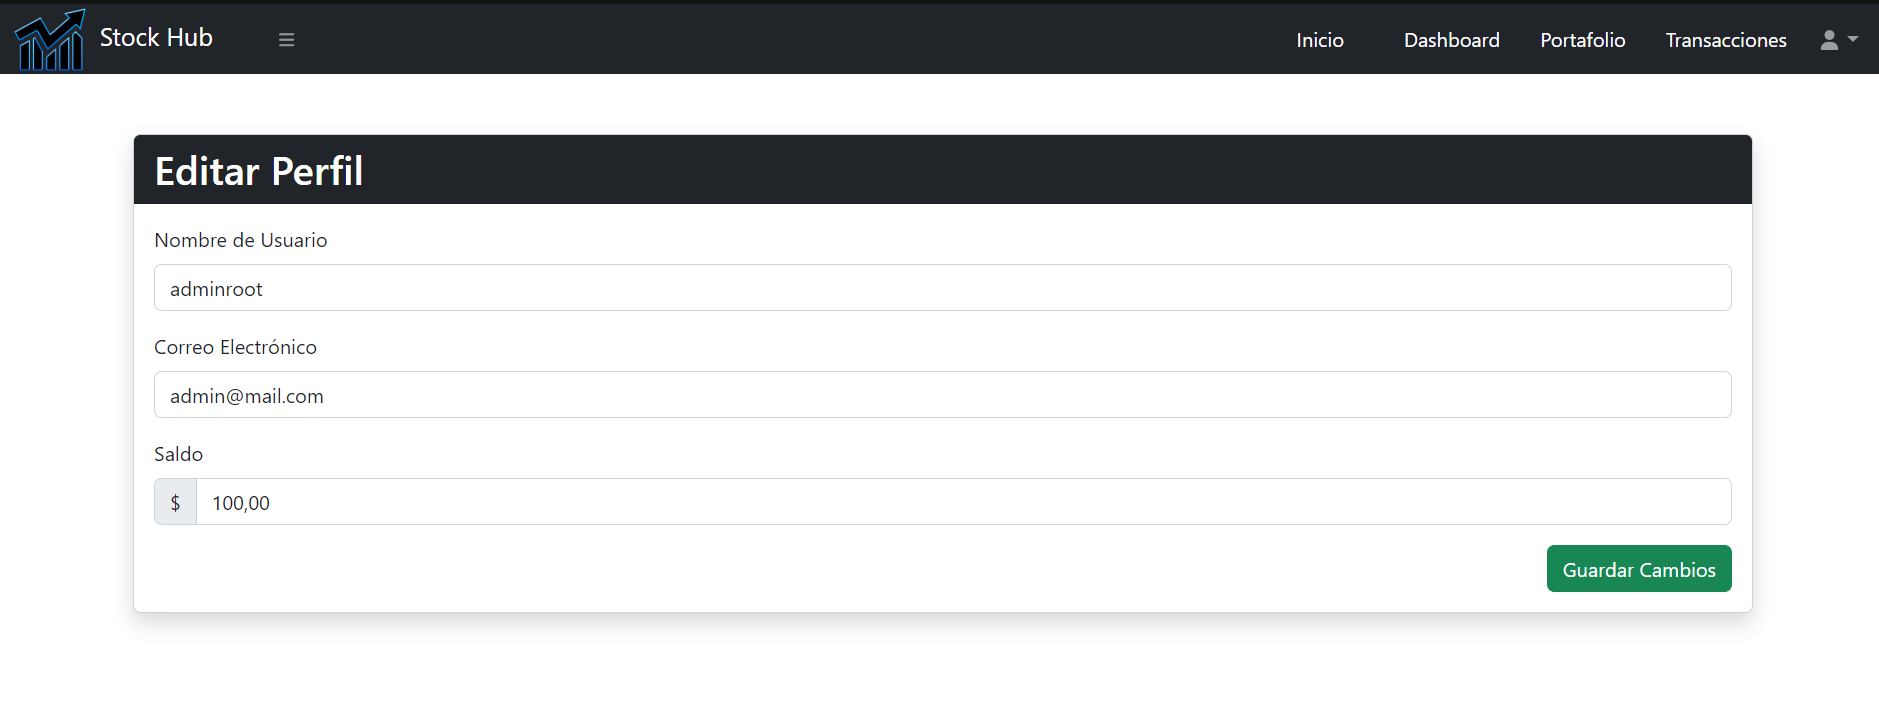 Stock Hub
Inicio Dashboard Portafolio Transacciones
Editar Perfil
Nombre de Usuario
adminroot
Correo Electrónico
admin@mail.com
Saldo
$ 100,00
Guardar Cambios